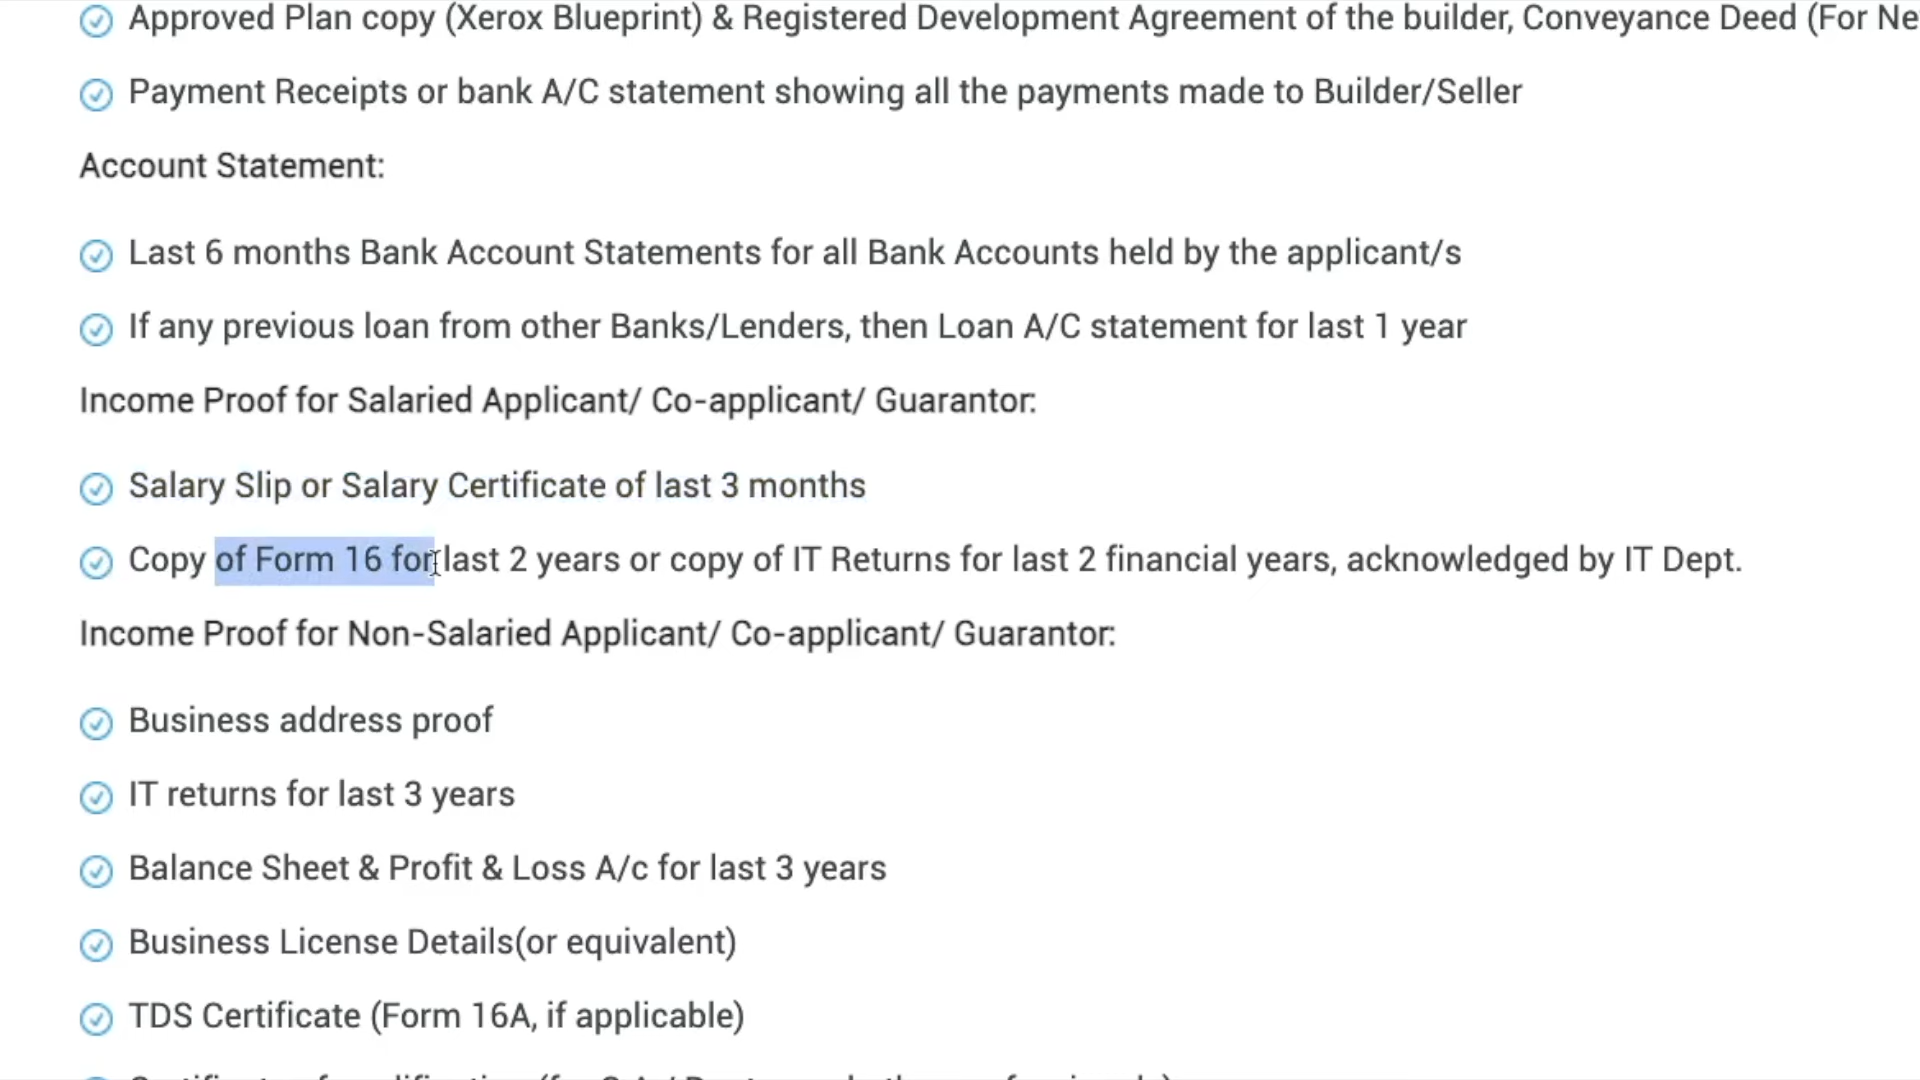 Approved Plan copy (Xerox Blueprint) & Registered Development Agreement of the builder, Conveyance Deed (For Ne
Payment Receipts or bank A/C statement showing all the payments made to Builder/Seller
Account Statement:
Last 6 months Bank Account Statements for all Bank Accounts held by the applicant/s
If any previous loan from other Banks/Lenders, then Loan A/C statement for last 1 year
Income Proof for Salaried Applicant/ Co-applicant/ Guarantor:
Salary Slip or Salary Certificate of last 3 months
Copy of Form 16 for last 2 years or copy of IT Returns for last 2 financial years, acknowledged by IT Dept.
Income Proof for Non-Salaried Applicant/ Co-applicant/ Guarantor:
Business address proof
IT returns for last 3 years
Balance Sheet & Profit & Loss A/c for last 3 years
Business License Details(or equivalent)
TDS Certificate (Form 16A, if applicable)